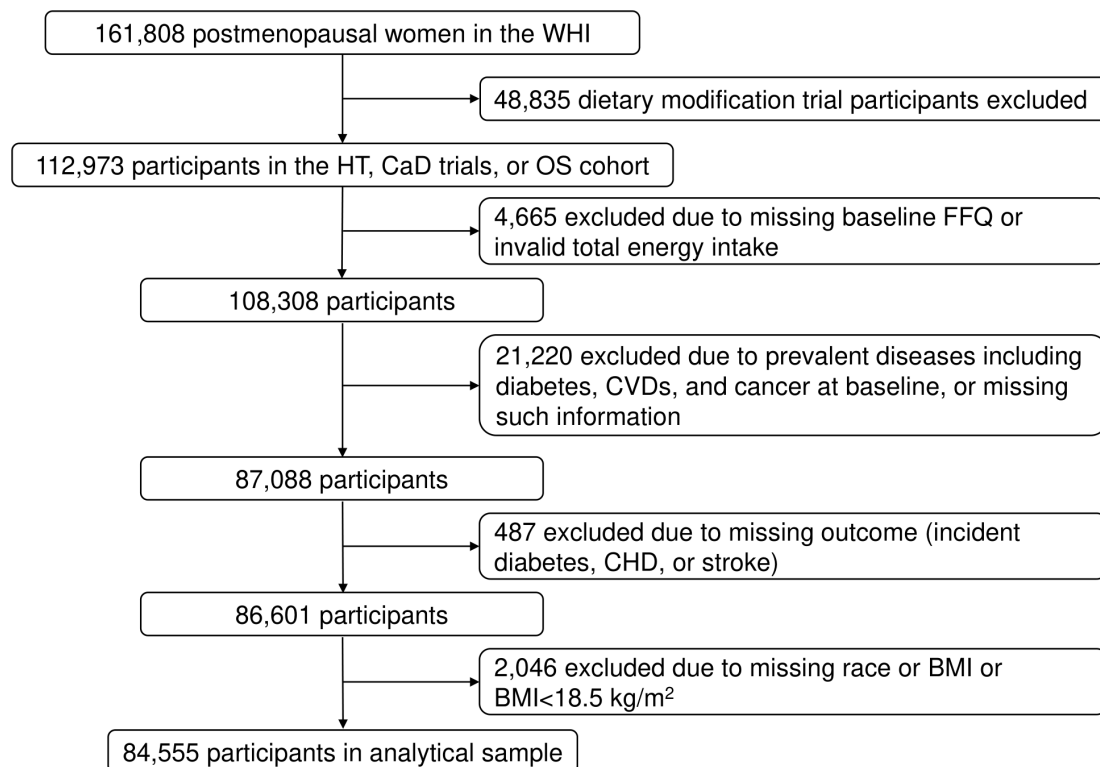 161,808 postmenopausal women in the WHI
48,835 dietary modification trial participants excluded
112,973 participants in the HT, CaD trials, or OS cohort
4,665 excluded due to missing baseline FFQ or
invalid total energy intake
108,308 participants
21,220 excluded due to prevalent diseases including
diabetes, CVDs, and cancer at baseline, or missing
such information
87,088 participants
487 excluded due to missing outcome (incident
diabetes, CHD, or stroke)
86,601 participants
2,046 excluded due to missing race or BMI or
BMI<18.5 kg/m²
84,555 participants in analytical sample